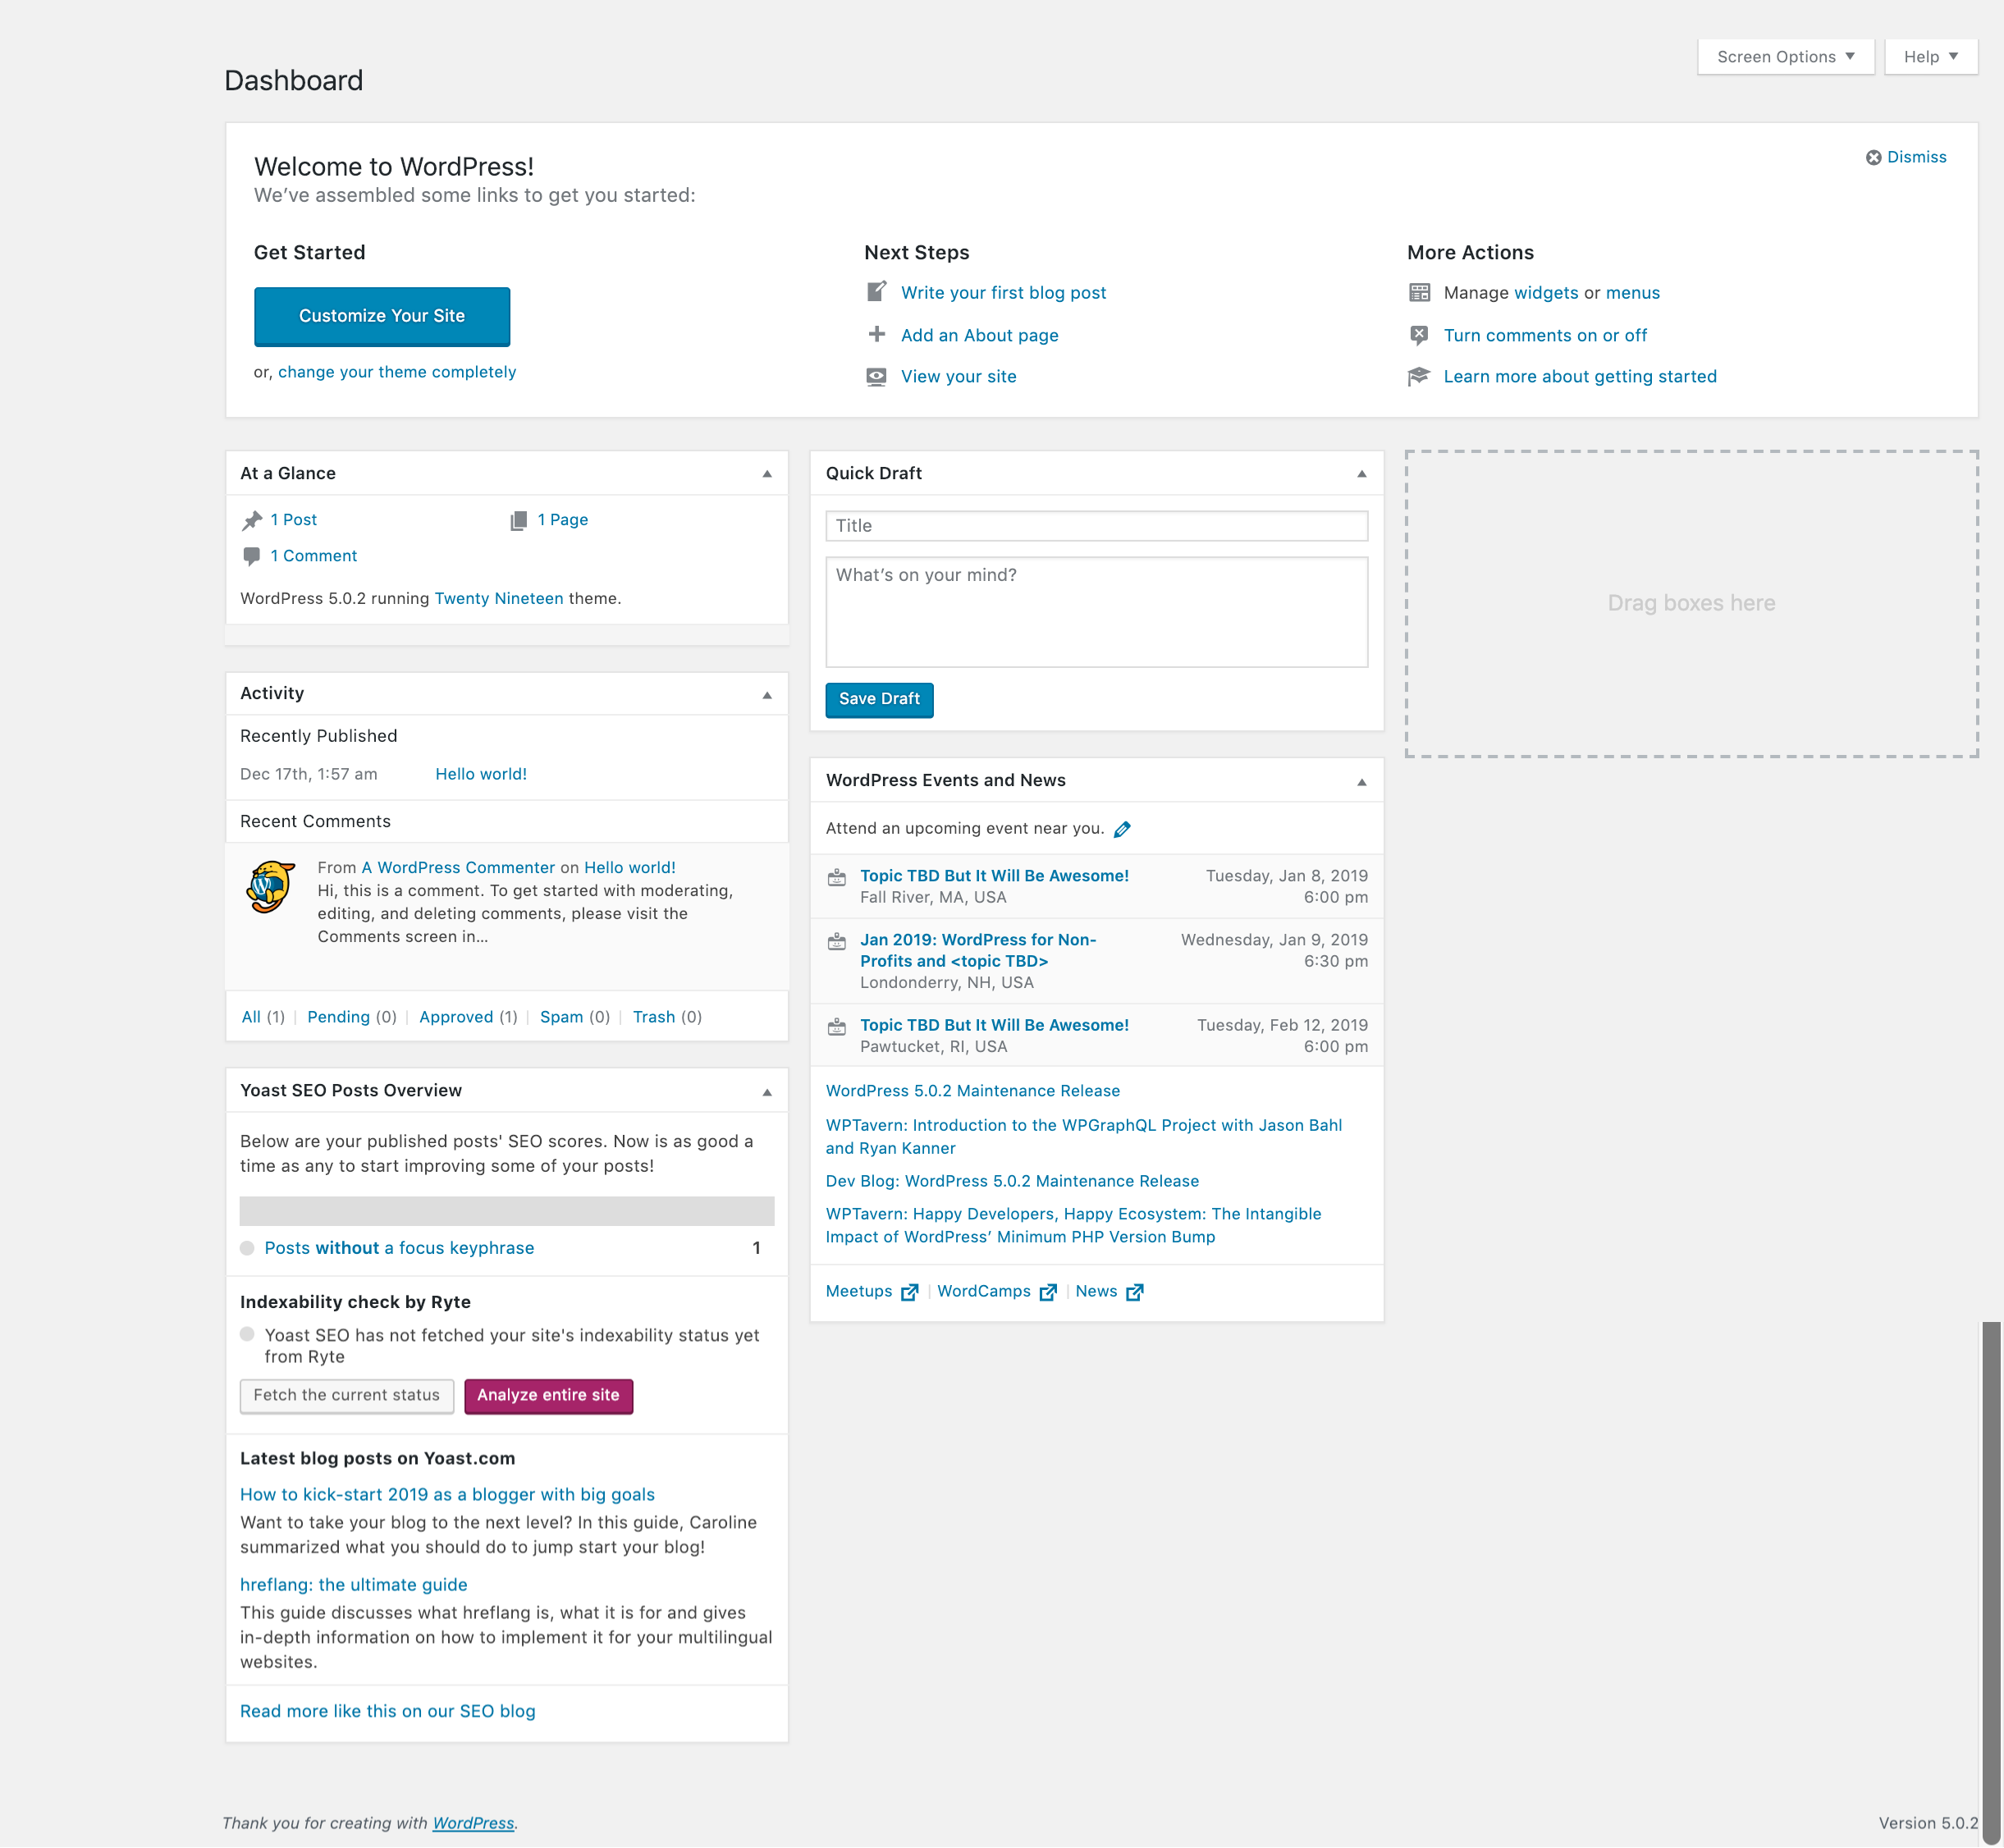 Screen Options
Help
Dashboard
Welcome to WordPress!
We’ve assembled some links to get you started:
Dismiss
Get Started
Customize Your Site
or, change your theme completely
Next Steps
Write your first blog post
Add an About page
View your site
More Actions
Manage widgets or menus
Turn comments on or off
Learn more about getting started
At a Glance
1 Post
1 Page
1 Comment
WordPress 5.0.2 running Twenty Nineteen theme.
Activity
Recently Published
Dec 17th, 1:57 am Hello world!
Recent Comments
From A WordPress Commenter on Hello world!
Hi, this is a comment. To get started with moderating,
editing, and deleting comments, please visit the
Comments screen in…
All (1) | Pending (0) | Approved (1) | Spam (0) | Trash (0)
Yoast SEO Posts Overview
Below are your published posts' SEO scores. Now is as good a
time as any to start improving some of your posts!
Posts without a focus keyphrase 1
Indexability check by Ryte
Yoast SEO has not fetched your site's indexability status yet
from Ryte
Fetch the current status
Analyze entire site
Latest blog posts on Yoast.com
How to kick-start 2019 as a blogger with big goals
Want to take your blog to the next level? In this guide, Caroline
summarized what you should do to jump start your blog!
hreflang: the ultimate guide
This guide discusses what hreflang is, what it is for and gives
in-depth information on how to implement it for your multilingual
websites.
Read more like this on our SEO blog
Quick Draft
Title
What’s on your mind?
Save Draft
WordPress Events and News
Attend an upcoming event near you.
Topic TBD But It Will Be Awesome! Tuesday, Jan 8, 2019
Fall River, MA, USA 6:00 pm
Jan 2019: WordPress for Non- Wednesday, Jan 9, 2019
Profits and <topic TBD> 6:30 pm
Londonderry, NH, USA
Topic TBD But It Will Be Awesome! Tuesday, Feb 12, 2019
Pawtucket, RI, USA 6:00 pm
WordPress 5.0.2 Maintenance Release
WPTavern: Introduction to the WPGraphQL Project with Jason Bahl
and Ryan Kanner
Dev Blog: WordPress 5.0.2 Maintenance Release
WPTavern: Happy Developers, Happy Ecosystem: The Intangible
Impact of WordPress’ Minimum PHP Version Bump
Meetups | WordCamps | News
Drag boxes here
Thank you for creating with WordPress.
Version 5.0.2